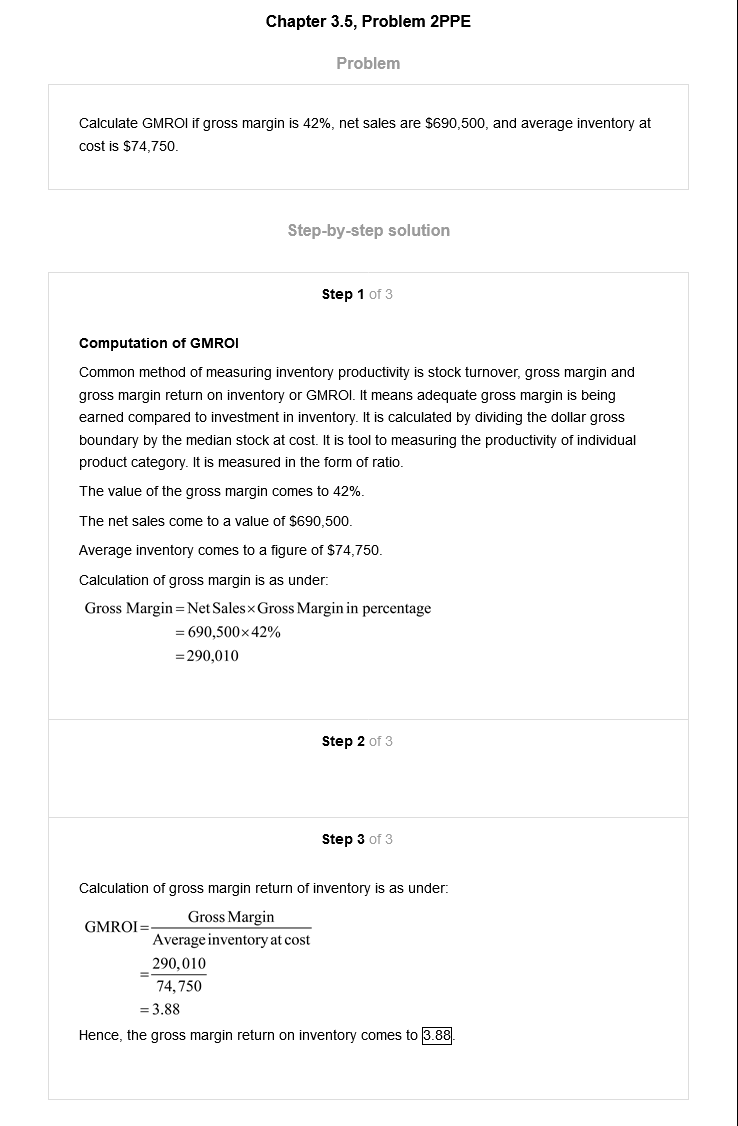 Chapter 3.5, Problem 2PPE
Problem
Calculate GMROI if gross margin is 42%, net sales are $690,500, and average inventory at
cost is $74,750.
Step-by-step solution
Step 1 of 3
Computation of GMROI
Common method of measuring inventory productivity is stock turnover, gross margin and
gross margin return on inventory or GMROI. It means adequate gross margin is being
earned compared to investment in inventory. It is calculated by dividing the dollar gross
boundary by the median stock at cost. It is tool to measuring the productivity of individual
product category. It is measured in the form of ratio.
The value of the gross margin comes to 42%.
The net sales come to a value of $690,500.
Average inventory comes to a figure of $74,750.
Calculation of gross margin is as under:
Gross Margin = Net Sales × Gross Margin in percentage
= 690,500 × 42%
= 290,010
Step 2 of 3
Step 3 of 3
Calculation of gross margin return of inventory is as under:
GMROI = Gross Margin
Average inventory at cost
= 290,010
74,750
= 3.88
Hence, the gross margin return on inventory comes to 3.88.